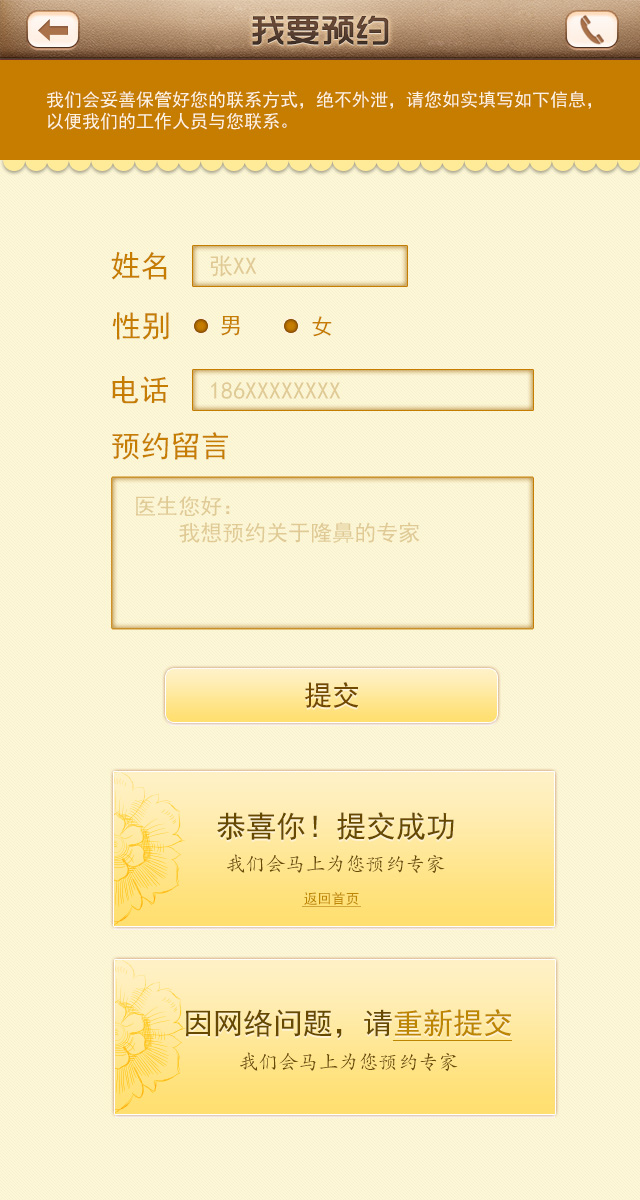 我要预约
我们会妥善保管好您的联系方式，绝不外泄，请您如实填写如下信息，
以便我们的工作人员与您联系。
姓名 张XX
性别 男 女
电话 186XXXXXXXX
预约留言
医生您好：
我想预约关于隆鼻的专家
提交
恭喜你！提交成功
我们会马上为您预约专家
返回首页
因网络问题，请重新提交
我们会马上为您预约专家